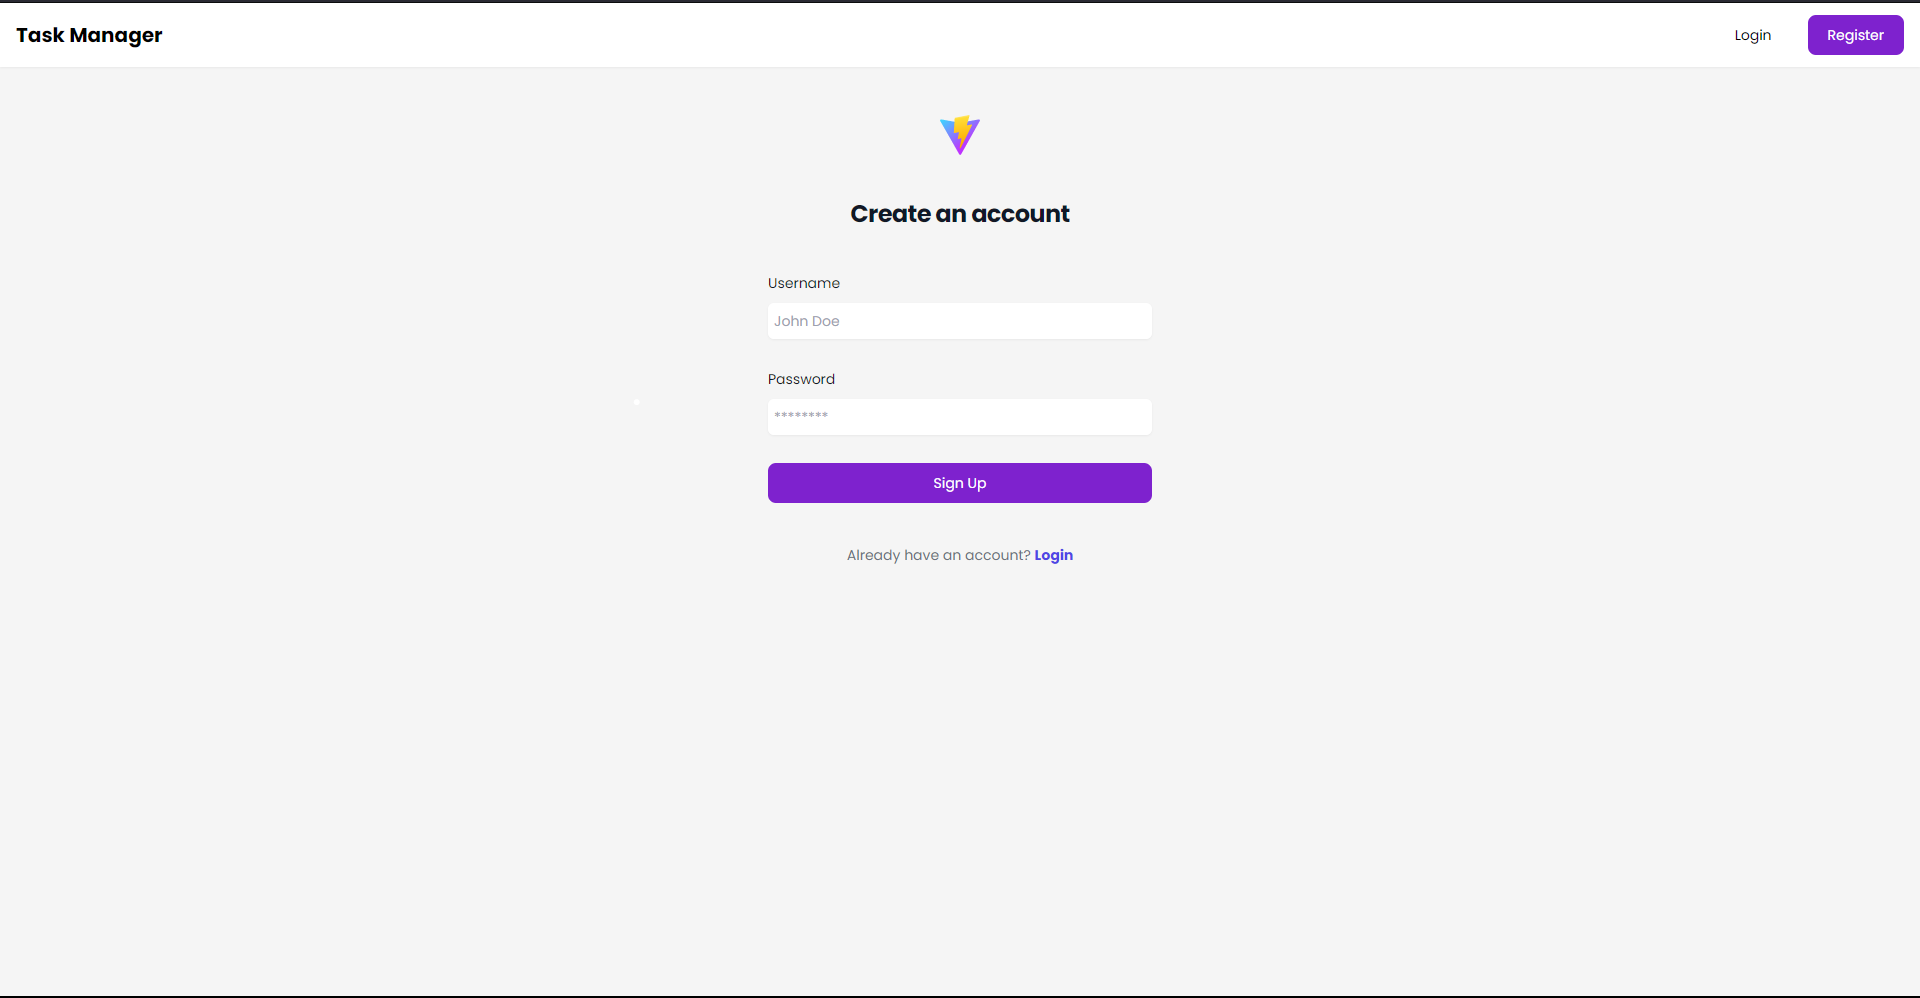 Task Manager
Login
Register
Create an account
Username
John Doe
Password
********
Sign Up
Already have an account? Login